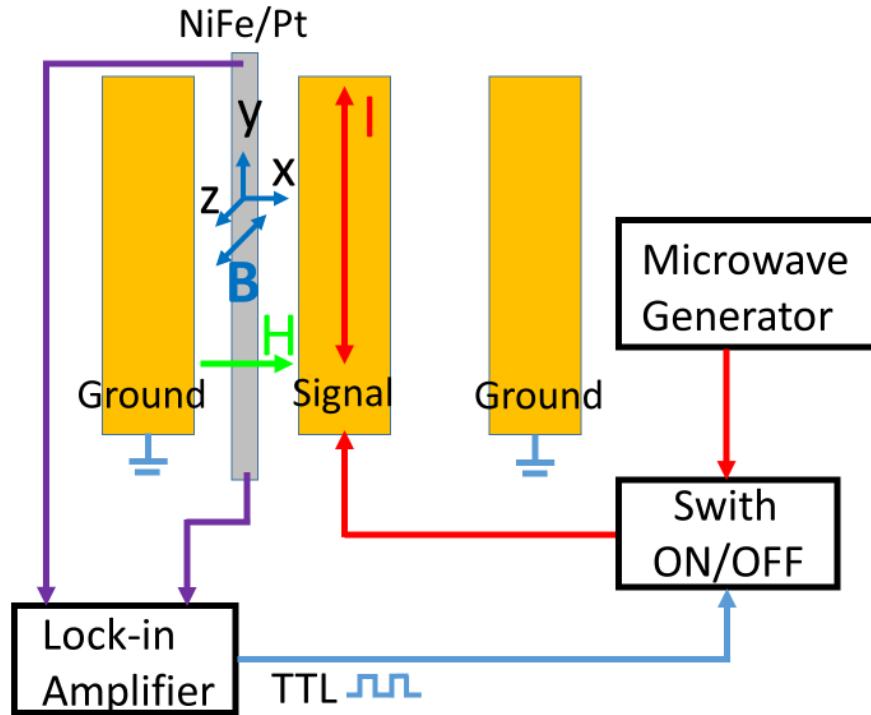 NiFe/Pt
I
y
x
z
B
H
Ground
Signal
Ground
Microwave
Generator
Swith
ON/OFF
Lock-in
Amplifier
TTL